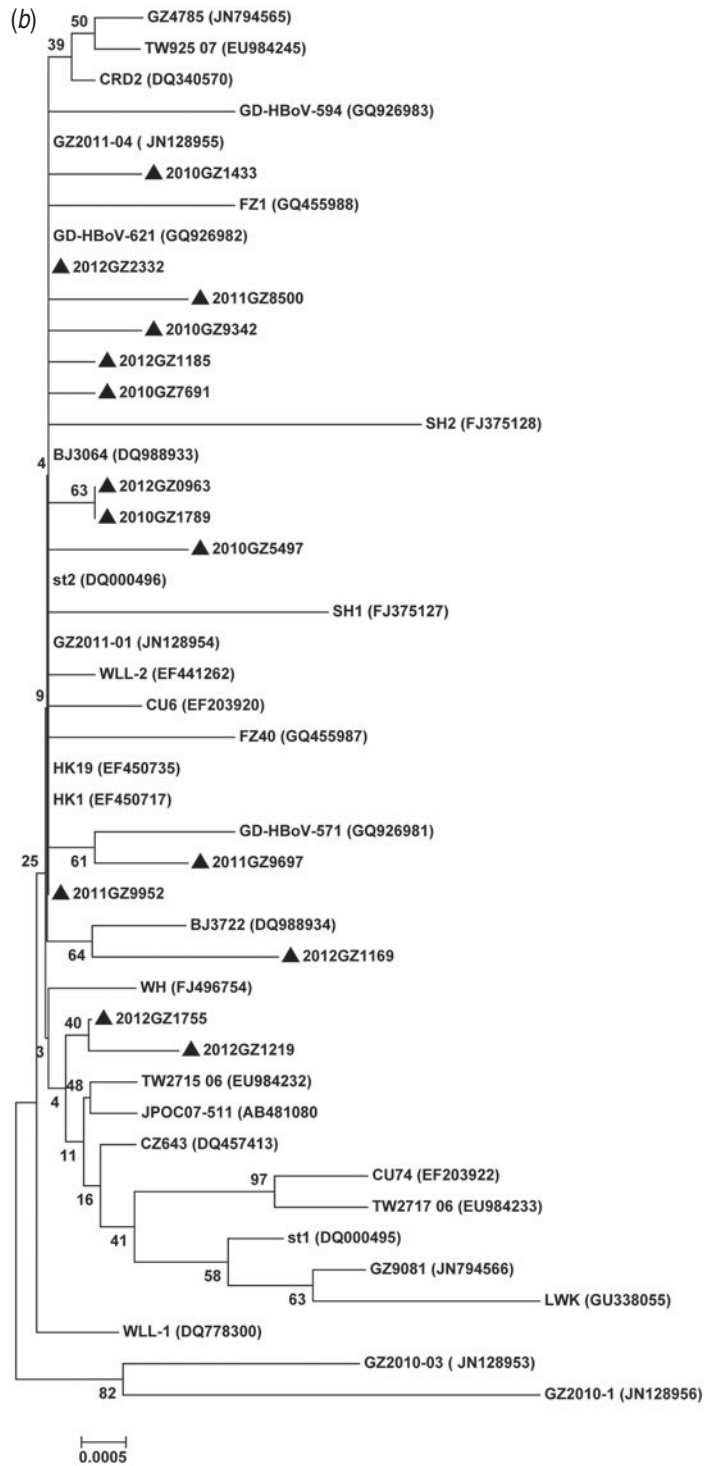 (b)
50
GZ4785 (JN794565)
39
TW925 07 (EU984245)
CRD2 (DQ340570)
GD-HBoV-594 (GQ926983)
GZ2011-04 ( JN128955)
▲ 2010GZ1433
FZ1 (GQ455988)
GD-HBoV-621 (GQ926982)
▲ 2012GZ2332
▲ 2011GZ8500
▲ 2010GZ9342
▲ 2012GZ1185
▲ 2010GZ7691
SH2 (FJ375128)
4
BJ3064 (DQ988933)
63
▲ 2012GZ0963
▲ 2010GZ1789
▲ 2010GZ5497
st2 (DQ000496)
SH1 (FJ375127)
GZ2011-01 (JN128954)
WLL-2 (EF441262)
9
CU6 (EF203920)
FZ40 (GQ455987)
HK19 (EF450735)
HK1 (EF450717)
GD-HBoV-571 (GQ926981)
25
61
▲ 2011GZ9697
▲ 2011GZ9952
BJ3722 (DQ988934)
64
▲ 2012GZ1169
WH (FJ496754)
40
▲ 2012GZ1755
3
▲ 2012GZ1219
48
TW2715 06 (EU984232)
4
JPOC07-511 (AB481080
11
CZ643 (DQ457413)
97
CU74 (EF203922)
16
TW2717 06 (EU984233)
41
st1 (DQ000495)
58
GZ9081 (JN794566)
63
LWK (GU338055)
WLL-1 (DQ778300)
GZ2010-03 ( JN128953)
82
GZ2010-1 (JN128956)
0.0005